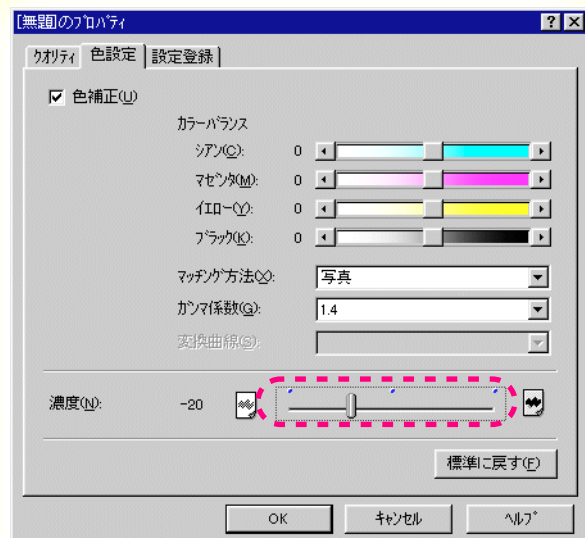 [無題]のﾌﾟﾛﾊﾟﾃｨ
ｸｵﾘﾃｨ 色設定 設定登録
色補正(U)
ｶﾗｰﾊﾞﾗﾝｽ
ｼｱﾝ(C): 0
ﾏｾﾞﾝﾀ(M): 0
ｲｴﾛｰ(Y): 0
ﾌﾞﾗｯｸ(K): 0
ﾏｯﾁﾝｸﾞ方法(X): 写真
ｶﾞﾝﾏ係数(G): 1.4
変換曲線(S):
濃度(N): -20
標準に戻す(F)
OK ｷｬﾝｾﾙ ﾍﾙﾌﾟ